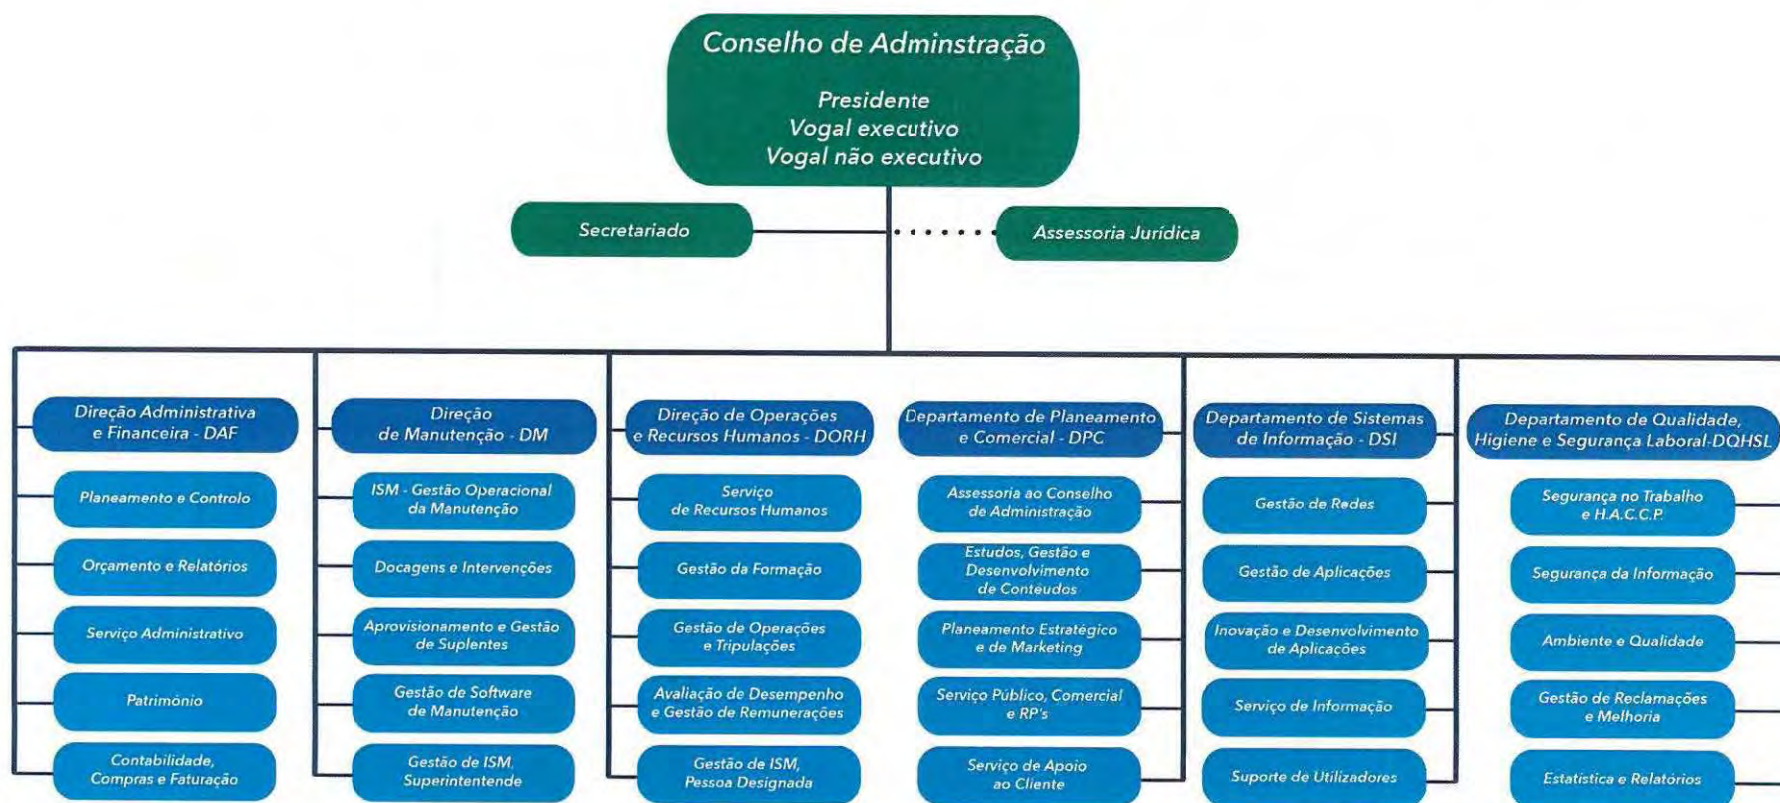 Conselho de Adminstração
Presidente
Vogal executivo
Vogal não executivo
Secretariado
Assessoria Jurídica
Direção Administrativa
e Financeira - DAF
Planeamento e Controlo
Orçamento e Relatórios
Serviço Administrativo
Património
Contabilidade,
Compras e Faturação
Direção
de Manutenção - DM
ISM - Gestão Operacional
da Manutenção
Docagens e Intervenções
Aprovisionamento e Gestão
de Suplentes
Gestão de Software
de Manutenção
Gestão de ISM,
Superintentende
Direção de Operações
e Recursos Humanos - DORH
Serviço
de Recursos Humanos
Gestão da Formação
Gestão de Operações
e Tripulações
Avaliação de Desempenho
e Gestão de Remunerações
Gestão de ISM,
Pessoa Designada
Departamento de Planeamento
e Comercial - DPC
Assessoria ao Conselho
de Administração
Estudos, Gestão e
Desenvolvimento
de Conteudos
Planeamento Estratégico
e de Marketing
Serviço Público, Comercial
e RP's
Serviço de Apoio
ao Cliente
Departamento de Sistemas
de Informação - DSI
Gestão de Redes
Gestão de Aplicações
Inovação e Desenvolvimento
de Aplicações
Serviço de Informação
Suporte de Utilizadores
Departamento de Qualidade,
Higiene e Segurança Laboral-DQHSL
Segurança no Trabalho
e H.A.C.C.P.
Segurança da Informação
Ambiente e Qualidade
Gestão de Reclamações
e Melhoria
Estatística e Relatórios